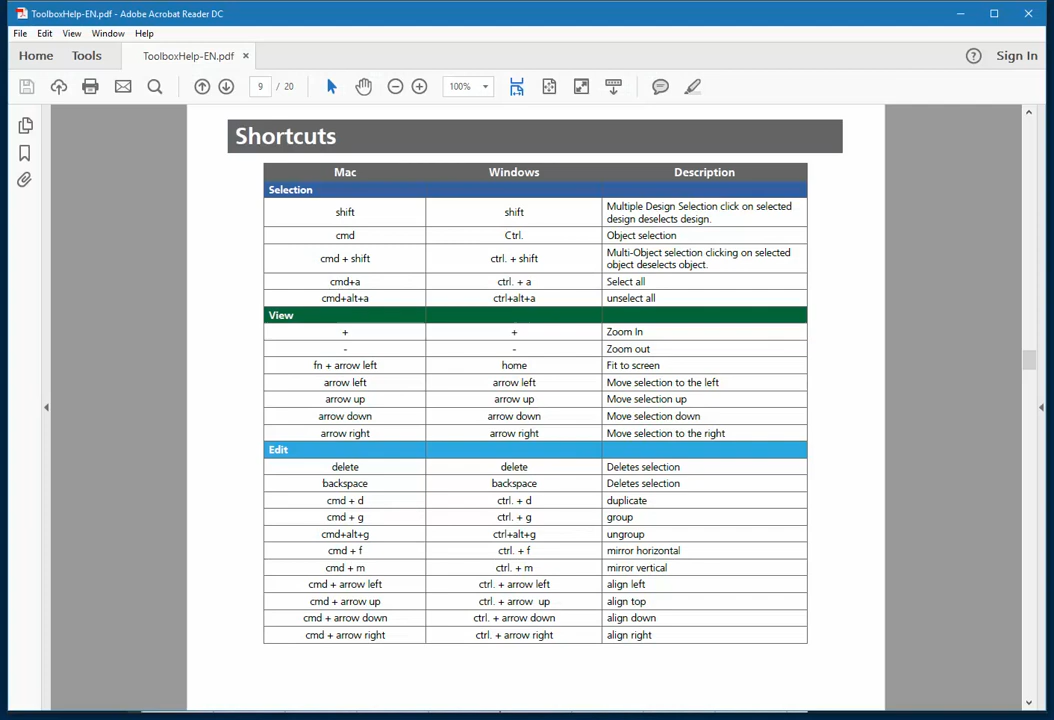 ToolboxHelp-EN.pdf - Adobe Acrobat Reader DC
File Edit View Window Help
Home Tools ToolboxHelp-EN.pdf × ? Sign In
9 / 20 100%
Shortcuts
Mac Windows Description
Selection
shift shift Multiple Design Selection click on selected
design deselects design.
cmd Ctrl. Object selection
cmd + shift ctrl. + shift Multi-Object selection clicking on selected
object deselects object.
cmd+a ctrl. + a Select all
cmd+alt+a ctrl+alt+a unselect all
View
+ + Zoom In
- - Zoom out
fn + arrow left home Fit to screen
arrow left arrow left Move selection to the left
arrow up arrow up Move selection up
arrow down arrow down Move selection down
arrow right arrow right Move selection to the right
Edit
delete delete Deletes selection
backspace backspace Deletes selection
cmd + d ctrl. + d duplicate
cmd + g ctrl. + g group
cmd+alt+g ctrl+alt+g ungroup
cmd + f ctrl. + f mirror horizontal
cmd + m ctrl. + m mirror vertical
cmd + arrow left ctrl. + arrow left align left
cmd + arrow up ctrl. + arrow up align top
cmd + arrow down ctrl. + arrow down align down
cmd + arrow right ctrl. + arrow right align right